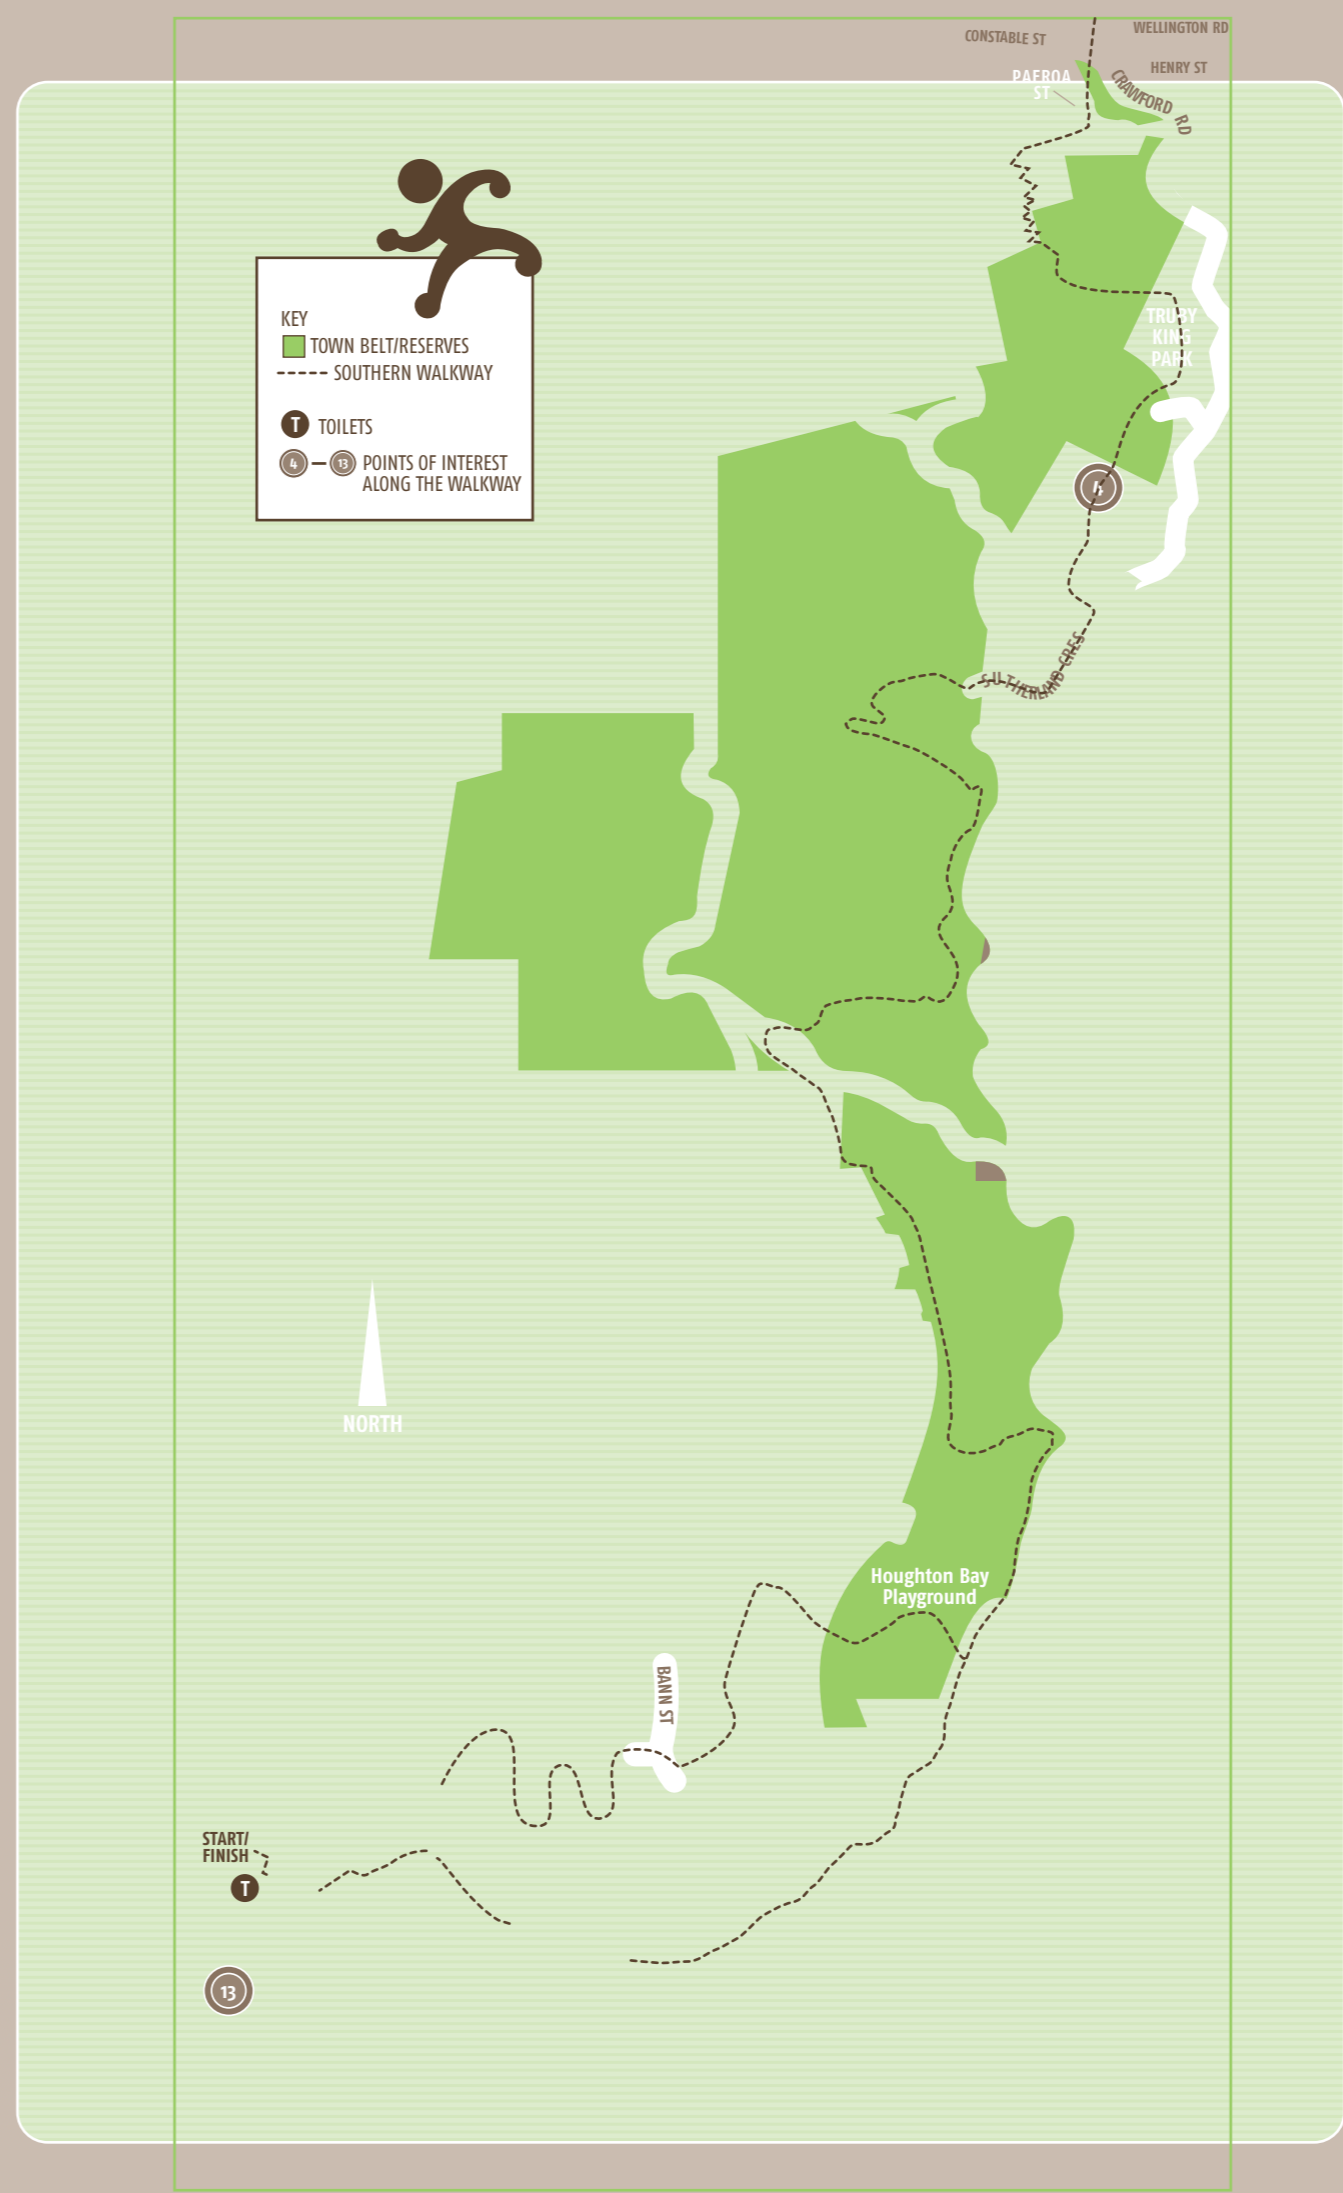 WELLINGTON RD
CONSTABLE ST
HENRY ST
PAEROA
ST
CRAWFORD RD
KEY
TOWN BELT/RESERVES
SOUTHERN WALKWAY
T TOILETS
4 – 13 POINTS OF INTEREST
ALONG THE WALKWAY
TRUBY
KING
PARK
4
SUTHERLAND CRES
NORTH
Houghton Bay
Playground
BANN ST
START/
FINISH
T
13